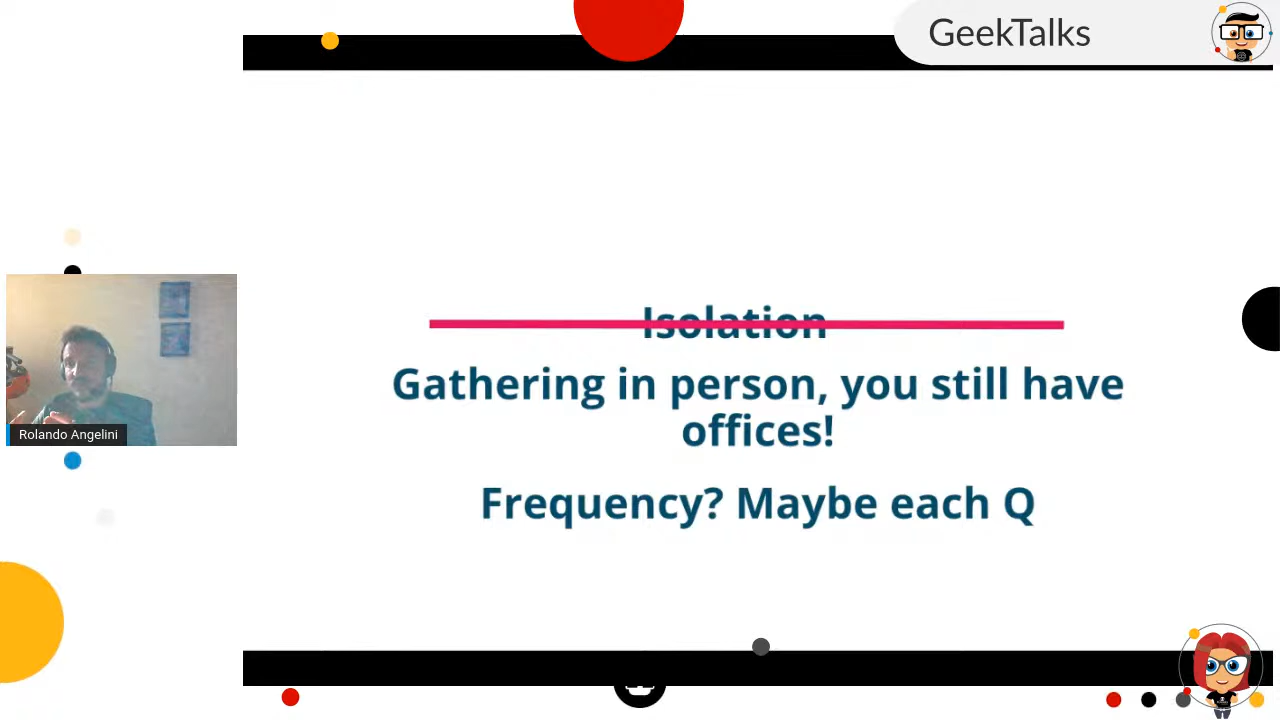 GeekTalks
Isolation
Gathering in person, you still have
offices!
Frequency? Maybe each Q
Rolando Angelini